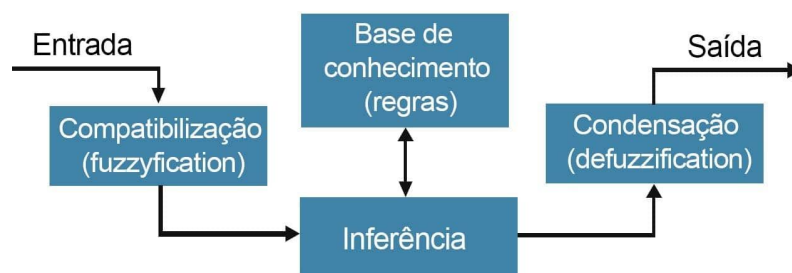 Entrada
Compatibilização
(fuzzyfication)
Base de
conhecimento
(regras)
Inferência
Saída
Condensação
(defuzzification)